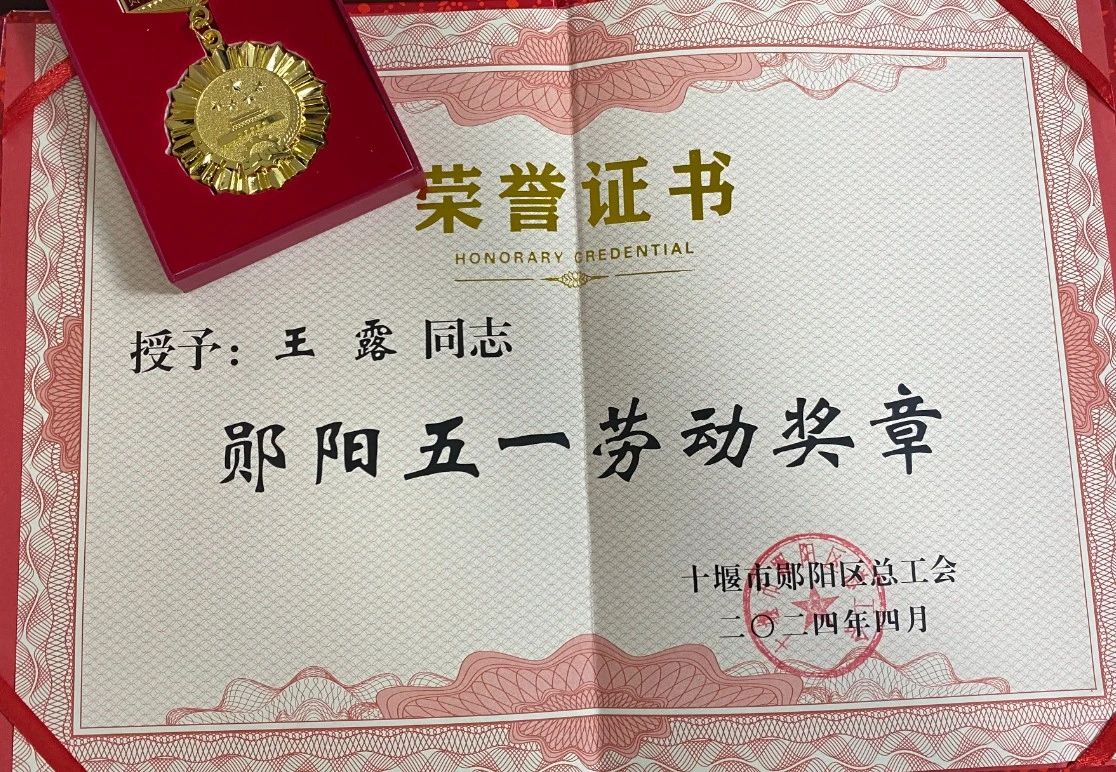 荣誉证书
HONORARY CREDENTIAL
授予：王 露 同志
郧阳五一劳动奖章
十堰市郧阳区总工会
二〇二四年四月